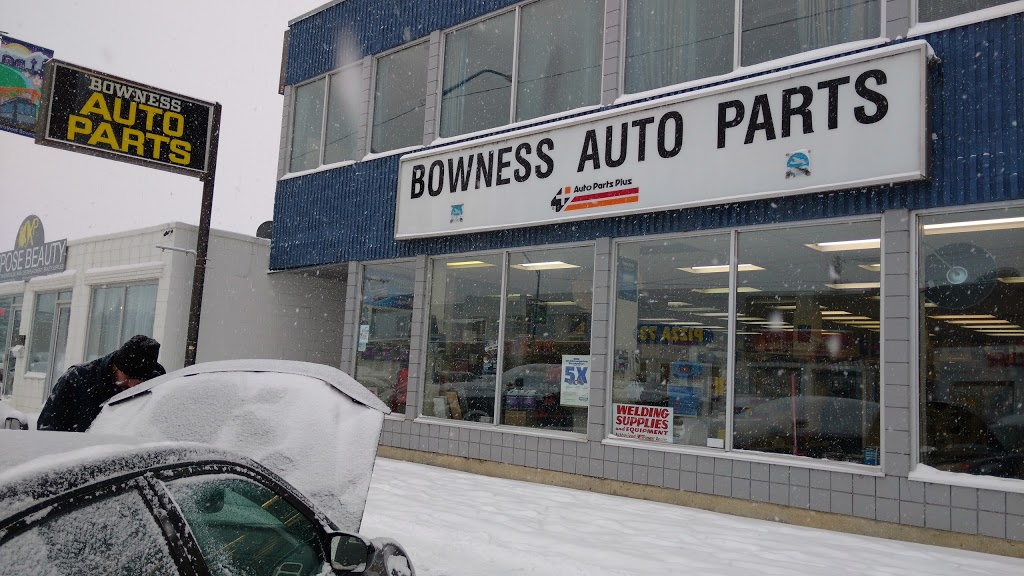 BOWNESS
AUTO
PARTS
POSE BEAUTY
BOWNESS AUTO PARTS
Auto Parts Plus
PIZZA 73
5X
WELDING
SUPPLIES
and EQUIPMENT